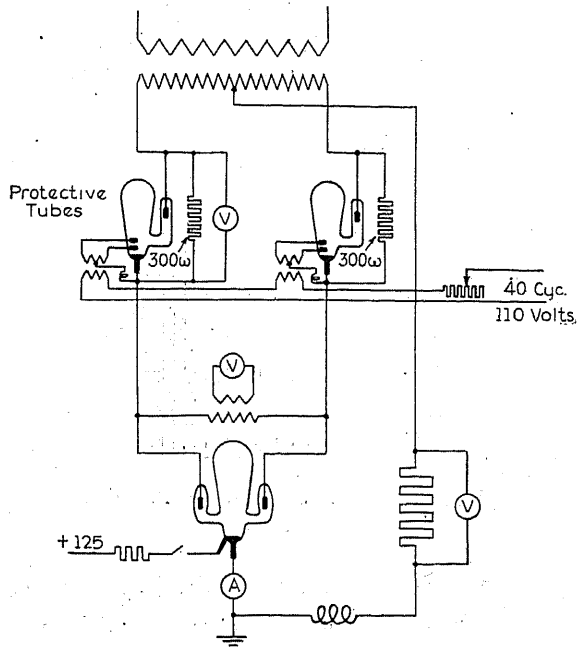 Protective
Tubes
V
300ω
300ω
40 Cyc.
110 Volts
V
V
+125
A